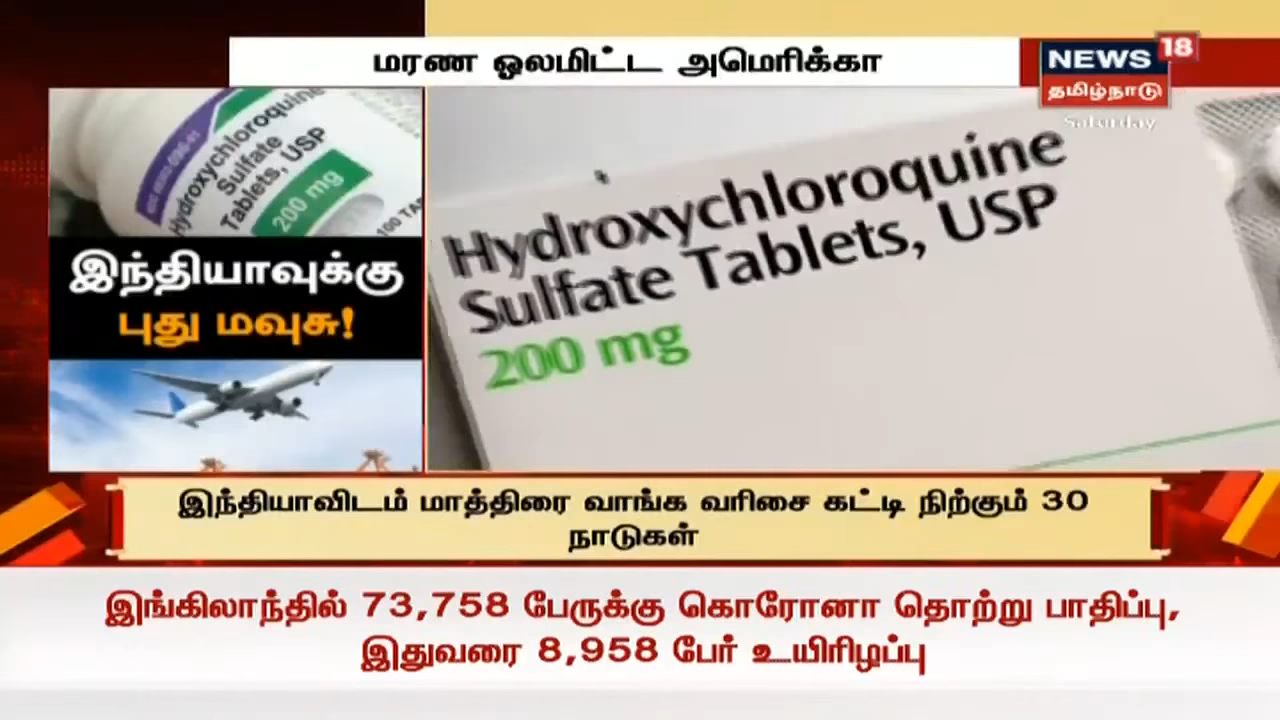 மரண ஓலமிட்ட அமெரிக்கா
NEWS 18
தமிழ்நாடு
Saturday
Hydroxychloroquine
Sulfate
Tablets, USP
200 mg
இந்தியாவுக்கு
புது மவுசு!
Hydroxychloroquine
Sulfate Tablets, USP
200 mg
இந்தியாவிடம் மாத்திரை வாங்க வரிசை கட்டி நிற்கும் 30
நாடுகள்
இங்கிலாந்தில் 73,758 பேருக்கு கொரோனா தொற்று பாதிப்பு,
இதுவரை 8,958 பேர் உயிரிழப்பு